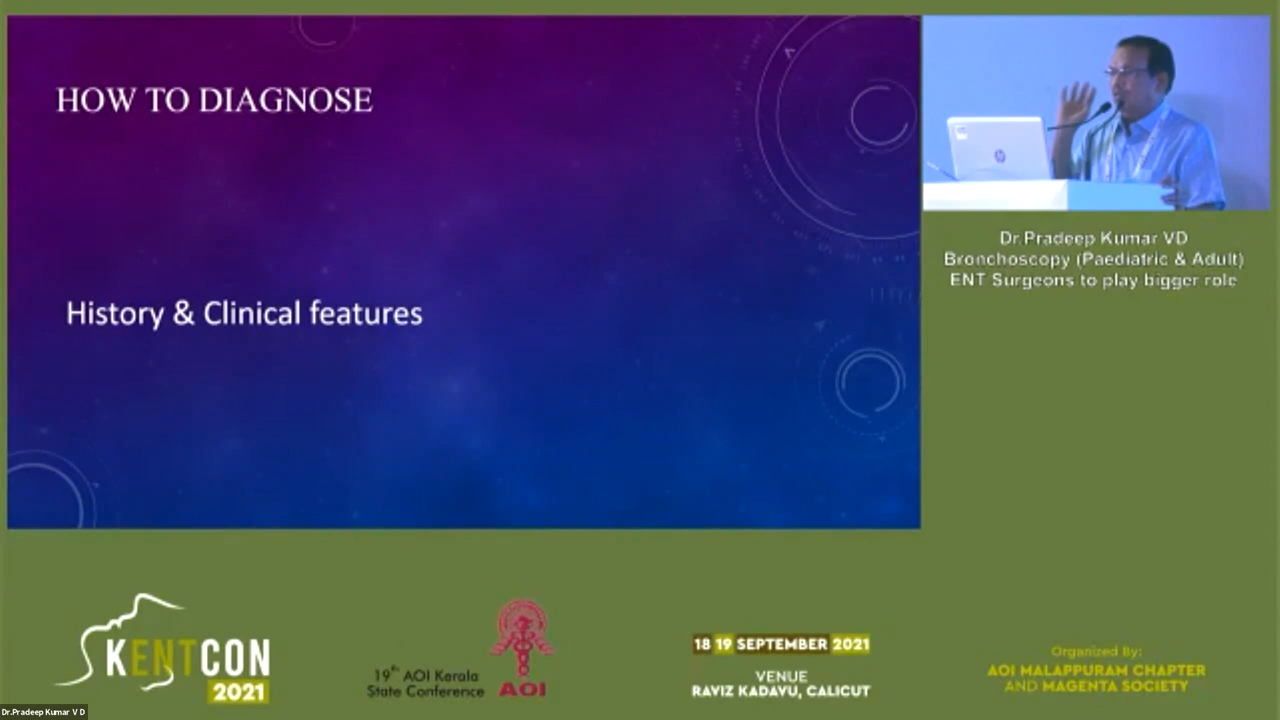 HOW TO DIAGNOSE
History & Clinical features
hp
Dr.Pradeep Kumar VD
Bronchoscopy (Paediatric & Adult)
ENT Surgeons to play bigger role
KENTCON
2021
19th AOI Kerala
State Conference
AOI
18 19 SEPTEMBER 2021
VENUE
RAVIZ KADAVU, CALICUT
Organized By:
AOI MALAPPURAM CHAPTER
AND MAGENTA SOCIETY
Dr.Pradeep Kumar V D